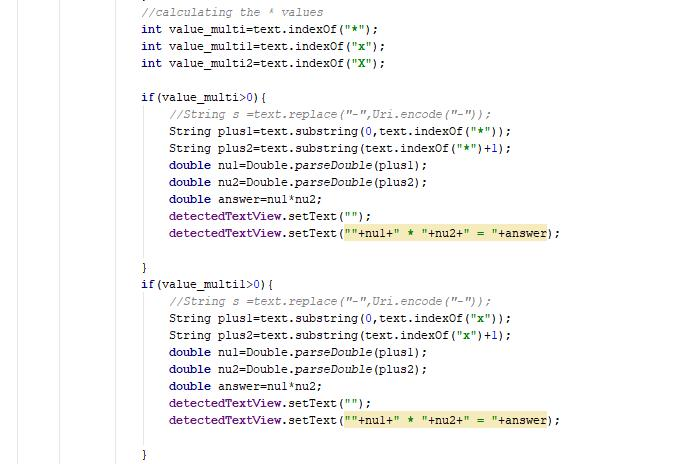 //calculating the * values
int value_multi=text.indexOf("*");
int value_multi1=text.indexOf("x");
int value_multi2=text.indexOf("X");
if(value_multi>0){
//String s =text.replace("-",Uri.encode("-"));
String plus1=text.substring(0,text.indexOf("*"));
String plus2=text.substring(text.indexOf("*")+1);
double nu1=Double.parseDouble(plus1);
double nu2=Double.parseDouble(plus2);
double answer=nu1*nu2;
detectedTextView.setText("");
detectedTextView.setText(""+nu1+" * "+nu2+" = "+answer);
}
if(value_multi1>0){
//String s =text.replace("-",Uri.encode("-"));
String plus1=text.substring(0,text.indexOf("x"));
String plus2=text.substring(text.indexOf("x")+1);
double nu1=Double.parseDouble(plus1);
double nu2=Double.parseDouble(plus2);
double answer=nu1*nu2;
detectedTextView.setText("");
detectedTextView.setText(""+nu1+" * "+nu2+" = "+answer);
}